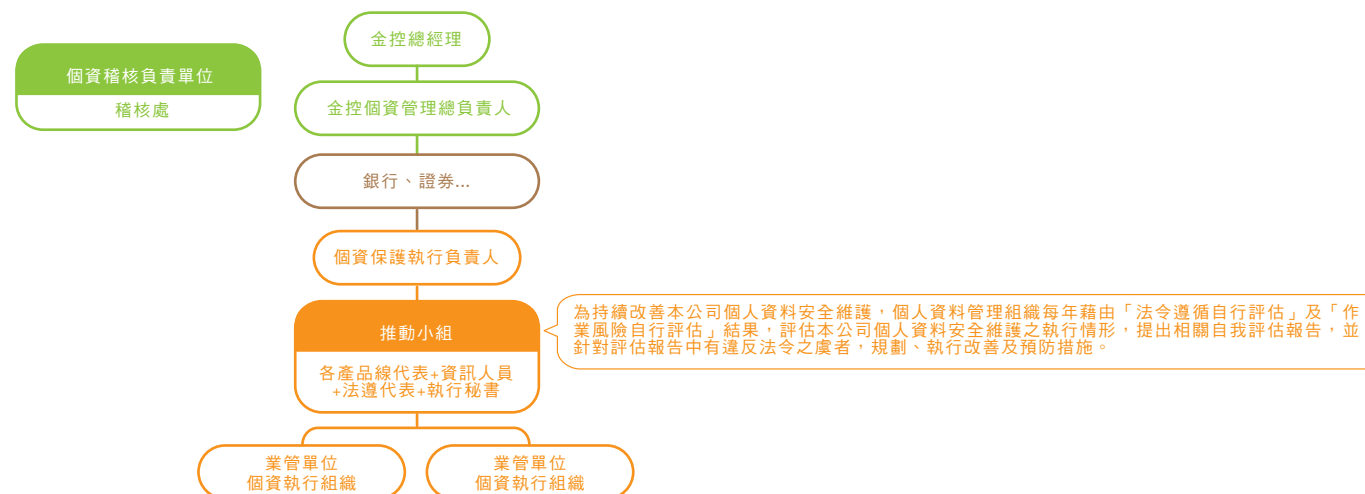 金控總經理
個資稽核負責單位
稽核處
金控個資管理總負責人
銀行、證券...
個資保護執行負責人
推動小組
各產品線代表+資訊人員
+法遵代表+執行秘書
為持續改善本公司個人資料安全維護，個人資料管理組織每年藉由「法令遵循自行評估」及「作
業風險自行評估」結果，評估本公司個人資料安全維護之執行情形，提出相關自我評估報告，並
針對評估報告中有違反法令之虞者，規劃、執行改善及預防措施。
業管單位
個資執行組織
業管單位
個資執行組織